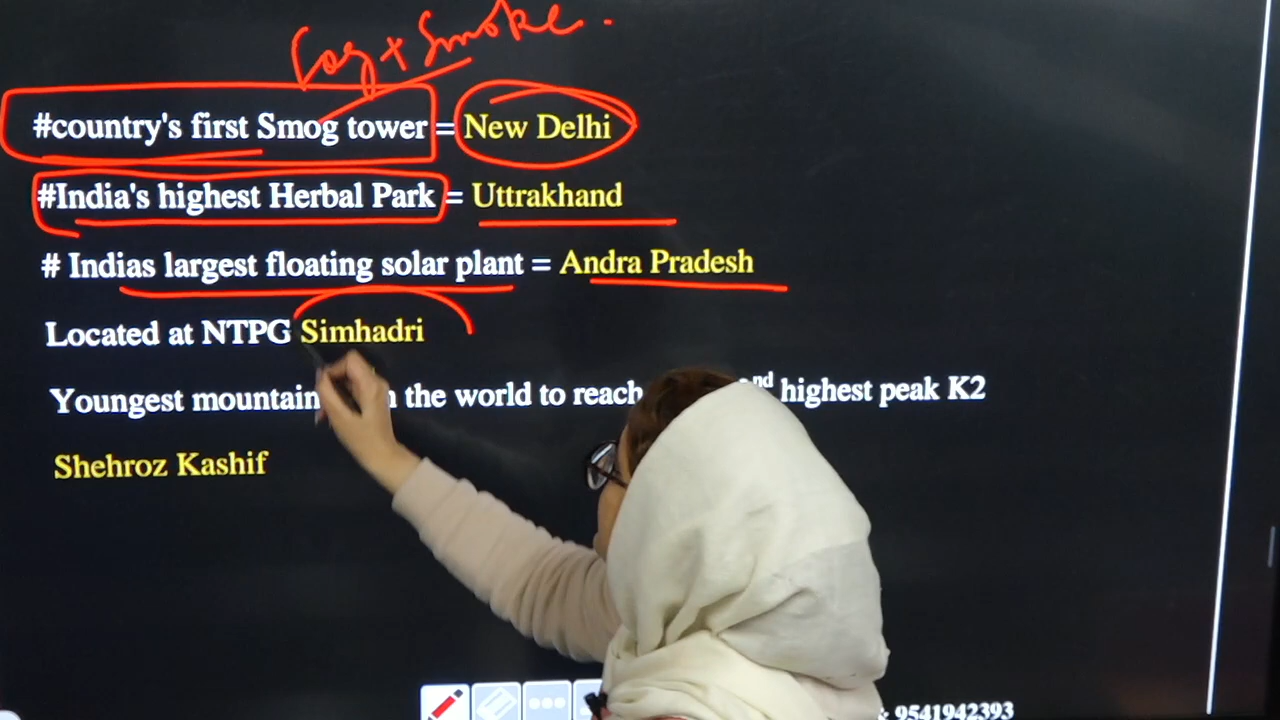 Fog + Smoke.
#country's first Smog tower = New Delhi
#India's highest Herbal Park = Uttrakhand
# Indias largest floating solar plant = Andra Pradesh
Located at NTPG Simhadri
Youngest mountain the world to reach nd highest peak K2
Shehroz Kashif
9541942393